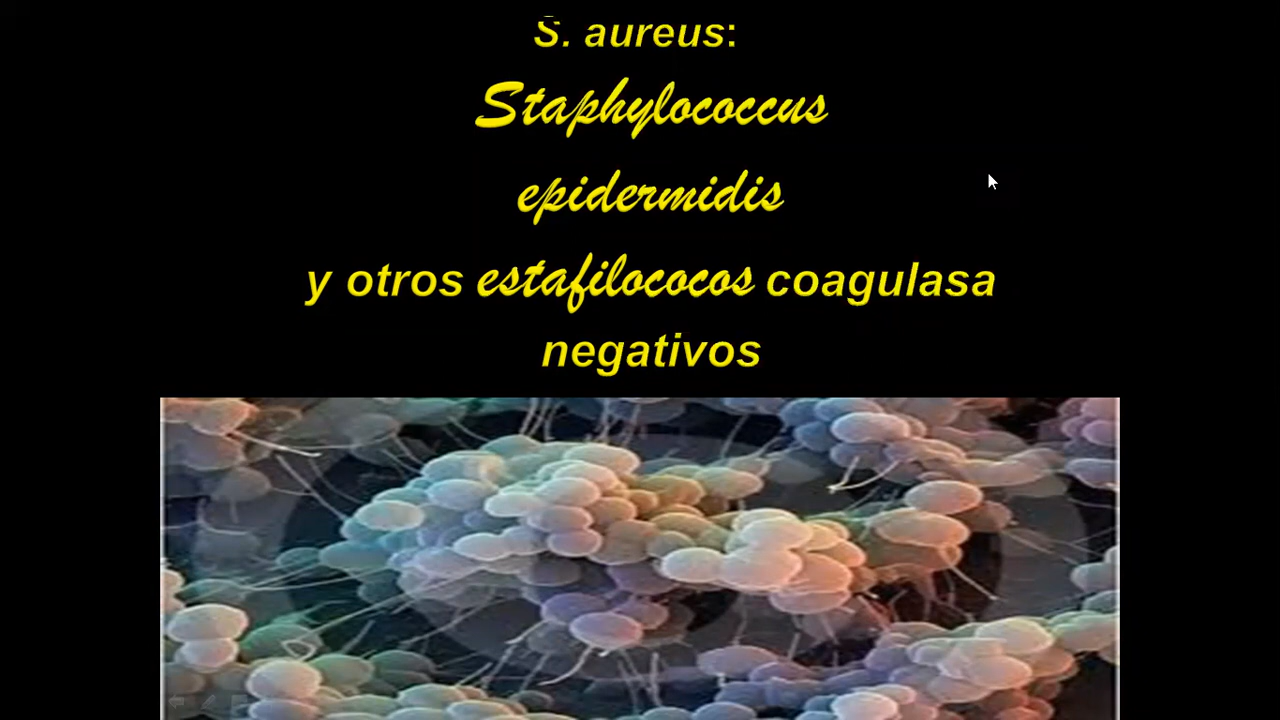 S. aureus:
Staphylococcus
epidermidis
y otros estafilococos coagulasa
negativos